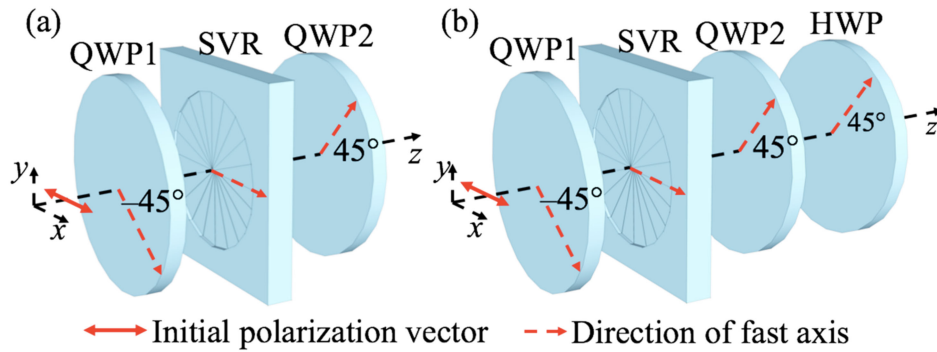 (a)
QWP1
SVR
QWP2
–45°
45°
y
x
z
(b)
QWP1
SVR
QWP2
HWP
–45°
45°
45°
y
x
z
Initial polarization vector
Direction of fast axis